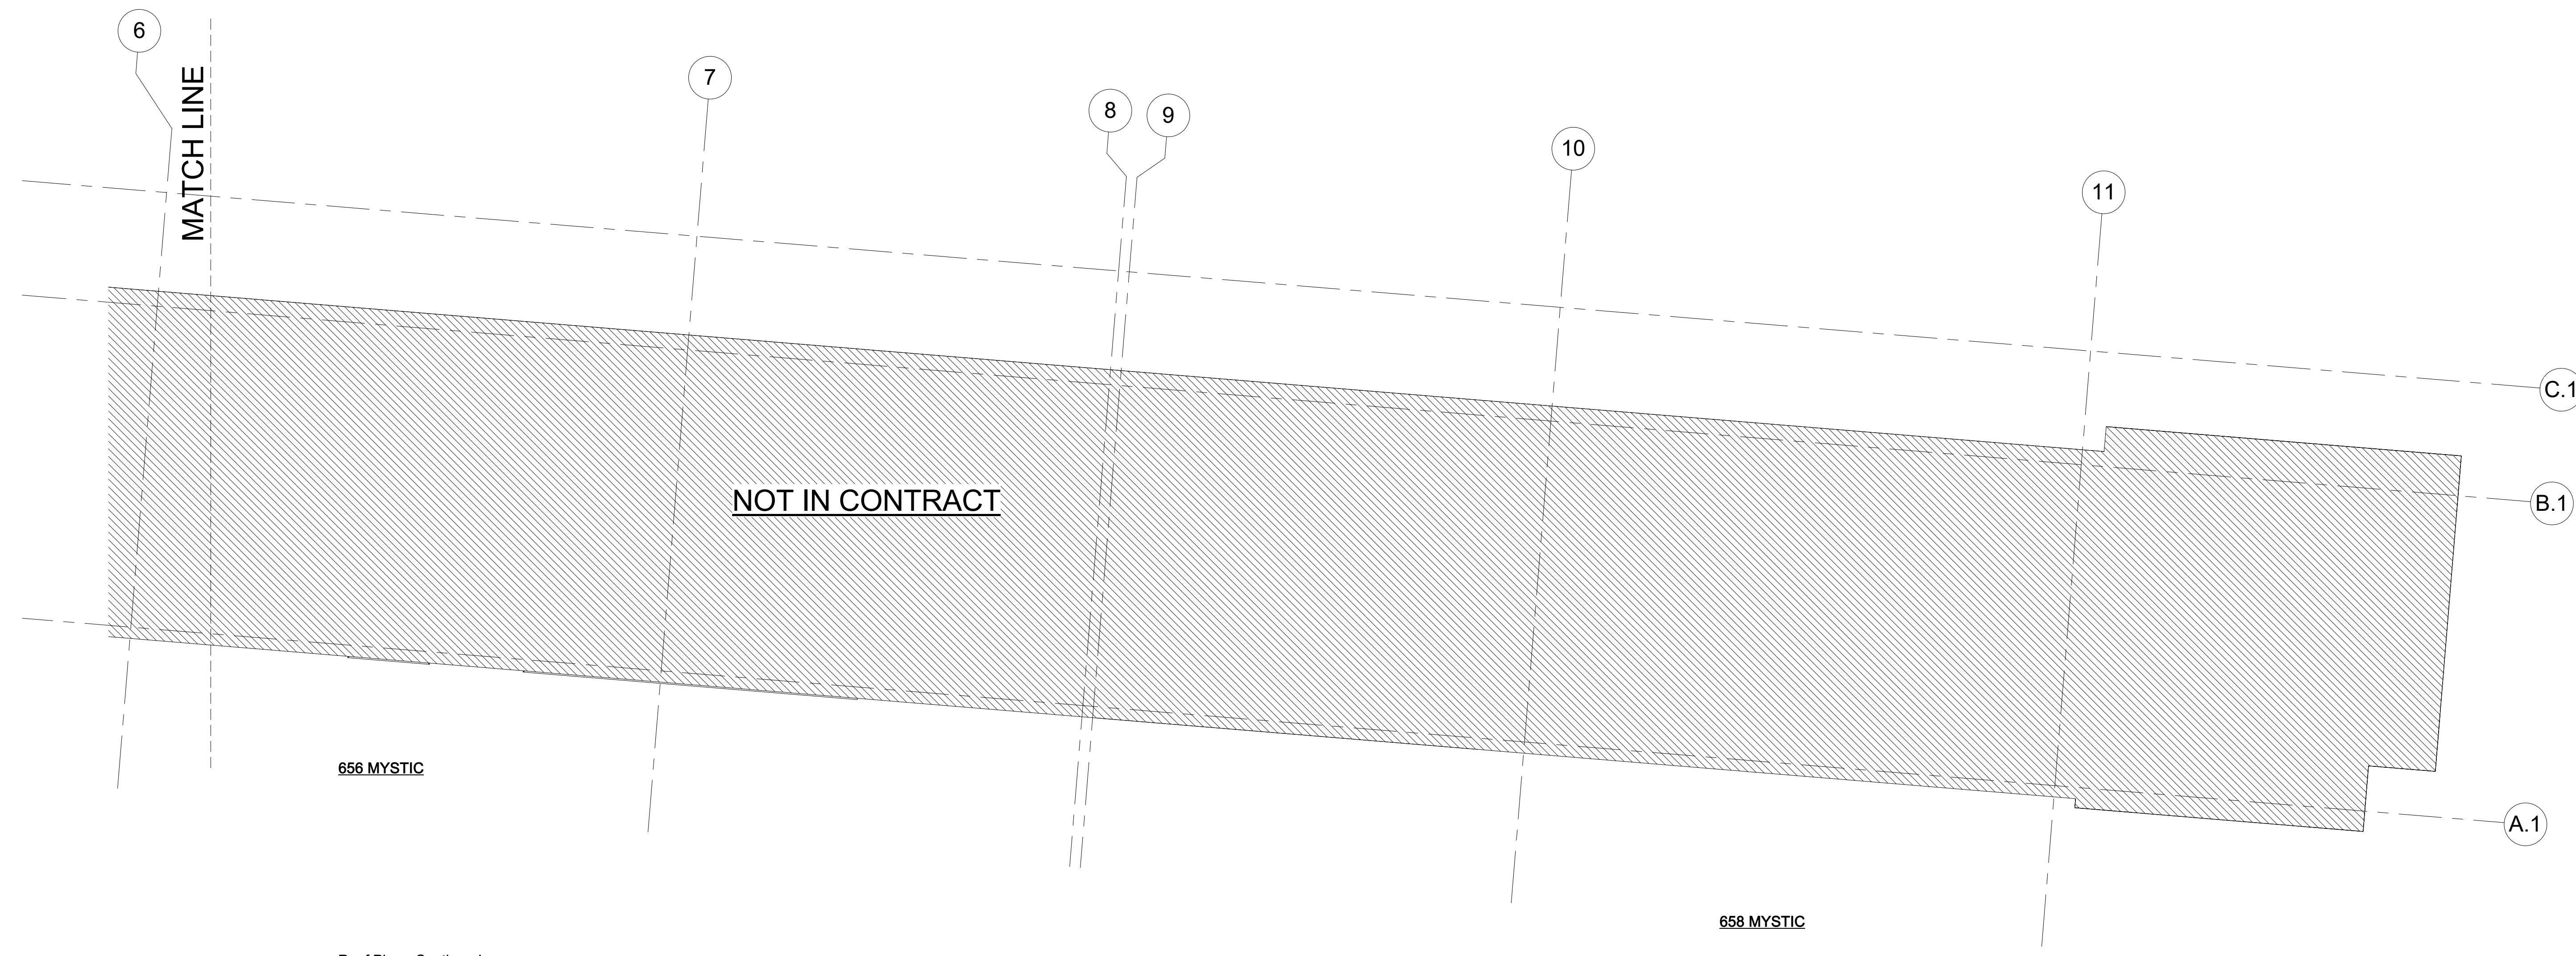 6
MATCH LINE
7
8
9
10
11
C.1
B.1
NOT IN CONTRACT
656 MYSTIC
A.1
658 MYSTIC